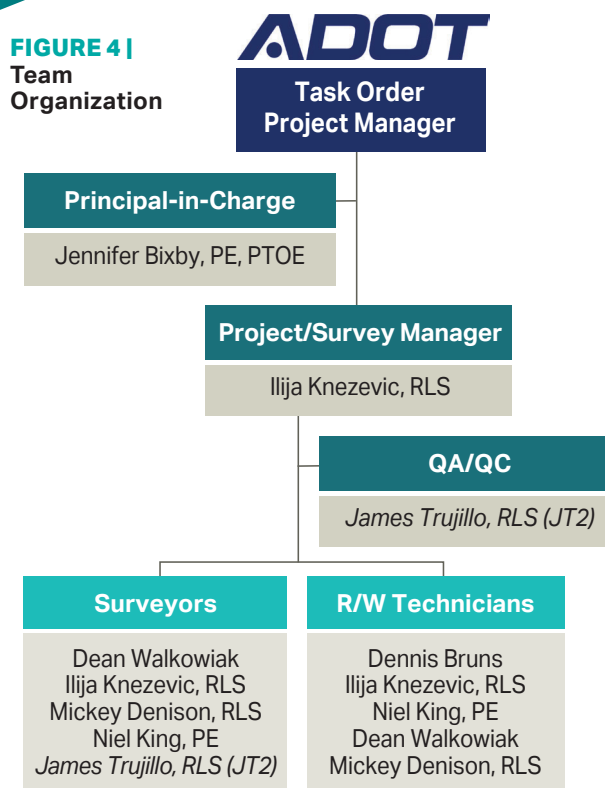 FIGURE 4 |
Team
Organization
ADOT
Task Order
Project Manager
Principal-in-Charge
Jennifer Bixby, PE, PTOE
Project/Survey Manager
Ilija Knezevic, RLS
QA/QC
James Trujillo, RLS (JT2)
Surveyors
Dean Walkowiak
Ilija Knezevic, RLS
Mickey Denison, RLS
Niel King, PE
James Trujillo, RLS (JT2)
R/W Technicians
Dennis Bruns
Ilija Knezevic, RLS
Niel King, PE
Dean Walkowiak
Mickey Denison, RLS